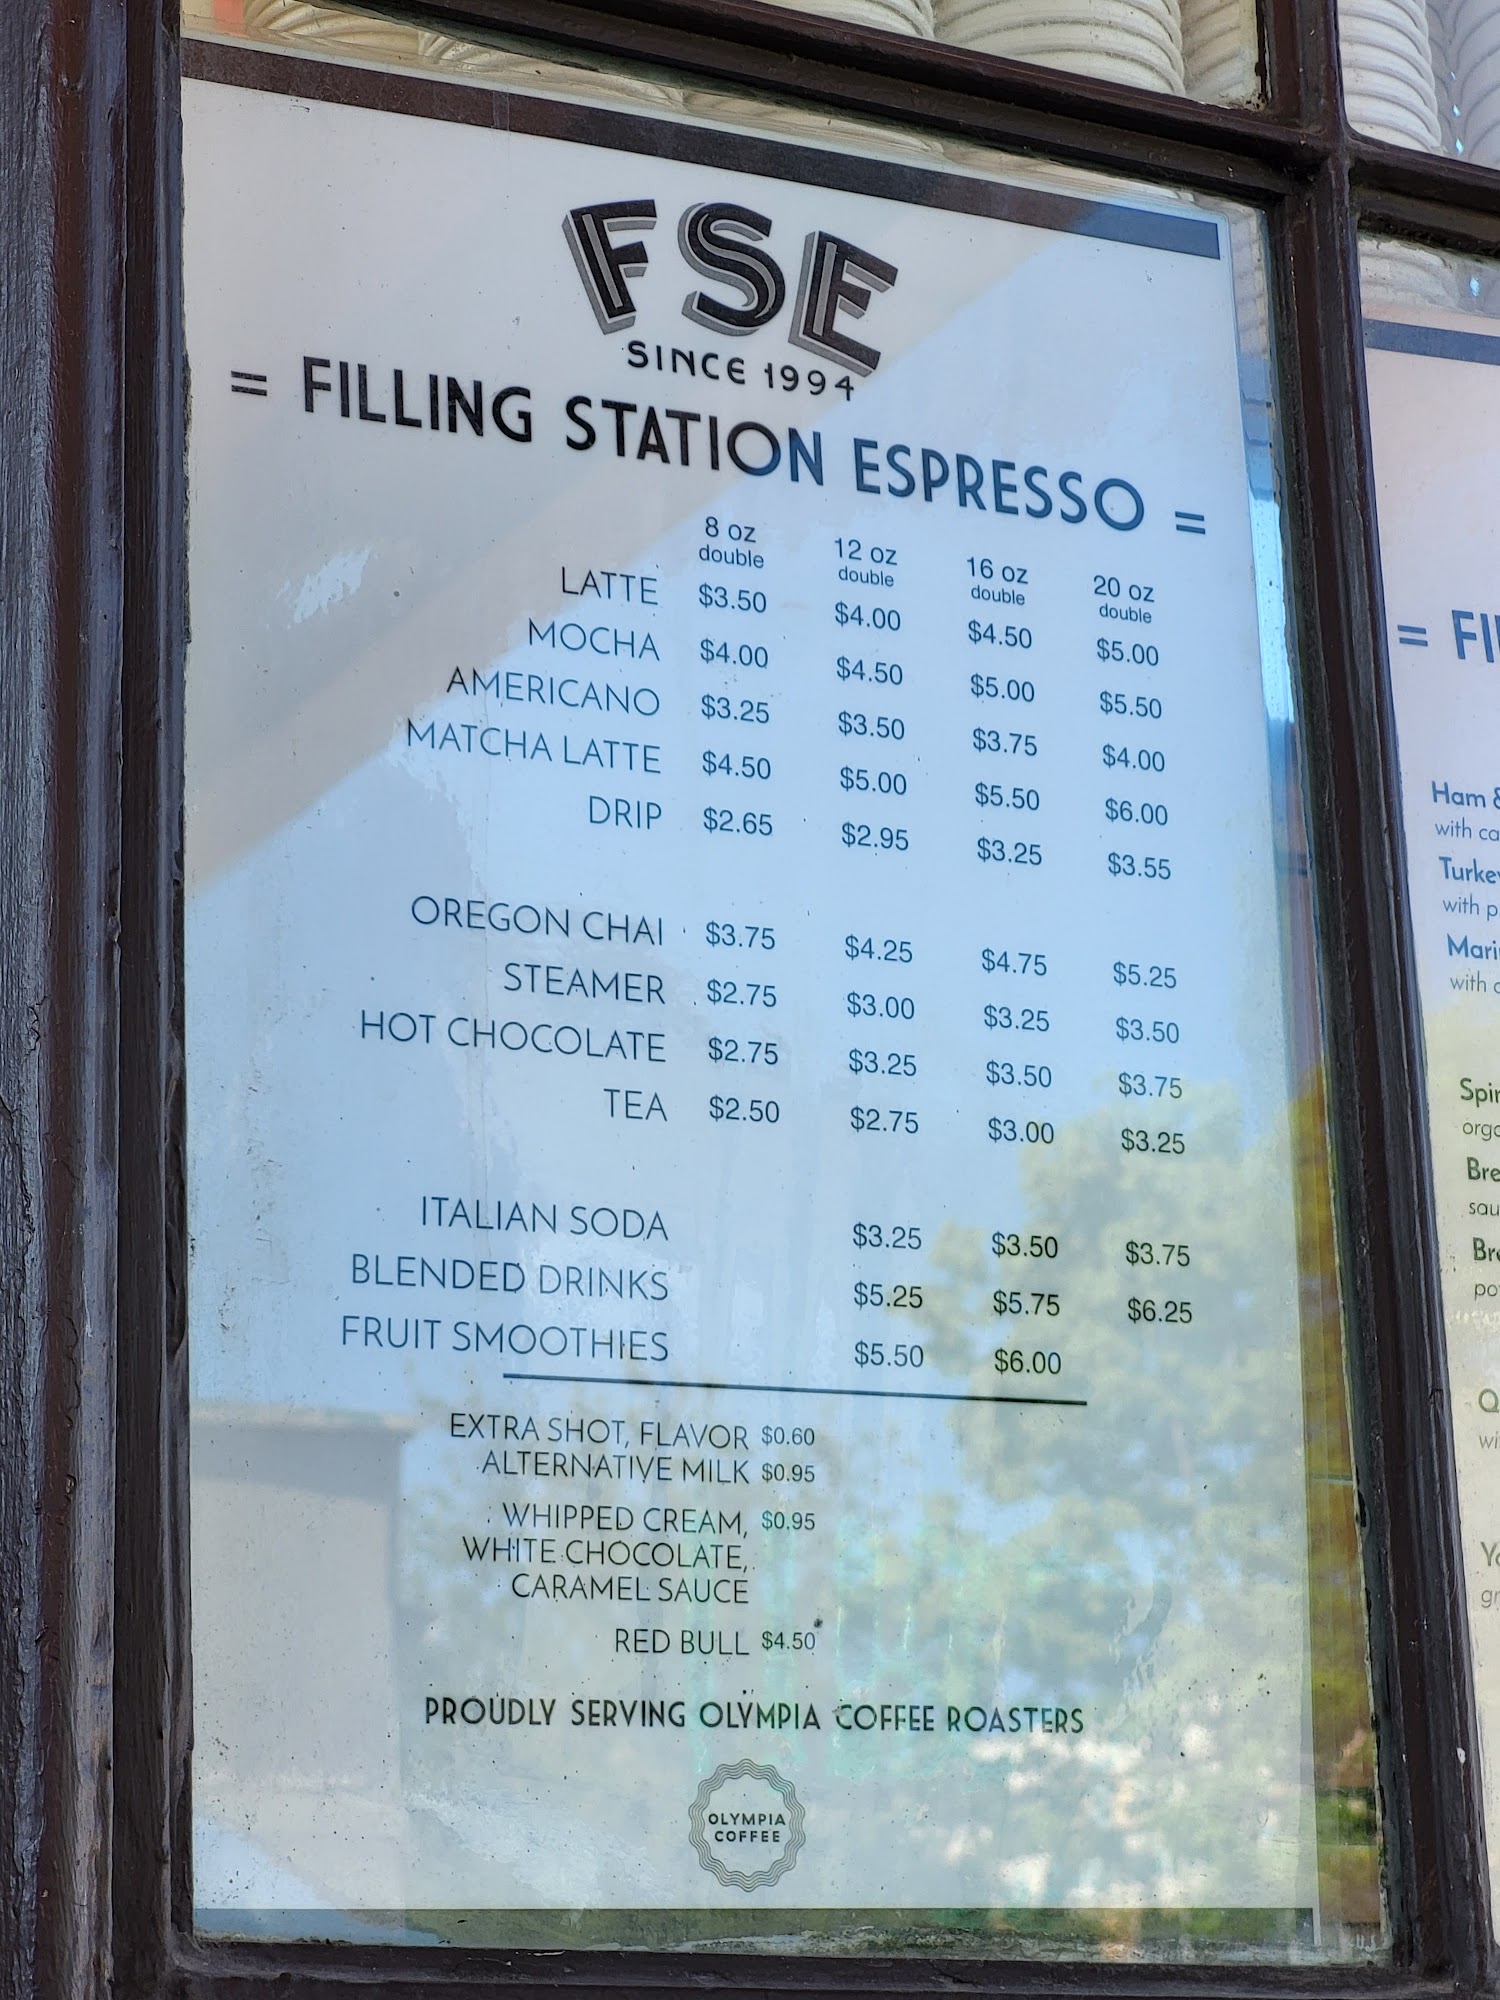 FSE
SINCE 1994
= FILLING STATION ESPRESSO =
8 oz 12 oz 16 oz 20 oz
double double double double
LATTE $3.50 $4.00 $4.50 $5.00
MOCHA $4.00 $4.50 $5.00 $5.50
AMERICANO $3.25 $3.50 $3.75 $4.00
MATCHA LATTE $4.50 $5.00 $5.50 $6.00
DRIP $2.65 $2.95 $3.25 $3.55
OREGON CHAI $3.75 $4.25 $4.75 $5.25
STEAMER $2.75 $3.00 $3.25 $3.50
HOT CHOCOLATE $2.75 $3.25 $3.50 $3.75
TEA $2.50 $2.75 $3.00 $3.25
ITALIAN SODA $3.25 $3.50 $3.75
BLENDED DRINKS $5.25 $5.75 $6.25
FRUIT SMOOTHIES $5.50 $6.00
EXTRA SHOT, FLAVOR $0.60
ALTERNATIVE MILK $0.95
WHIPPED CREAM, $0.95
WHITE CHOCOLATE,
CARAMEL SAUCE
RED BULL $4.50
PROUDLY SERVING OLYMPIA COFFEE ROASTERS
OLYMPIA
COFFEE
Ham &
with
with
with